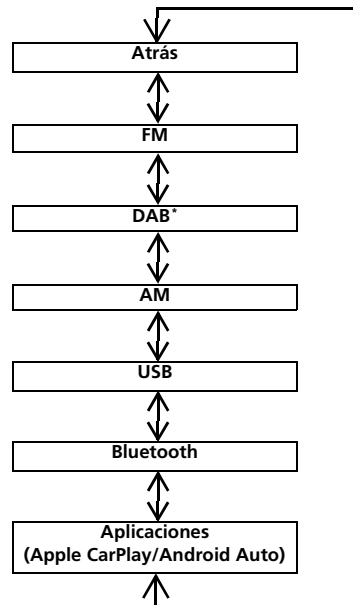 Atrás
FM
DAB*
AM
USB
Bluetooth
Aplicaciones
(Apple CarPlay/Android Auto)